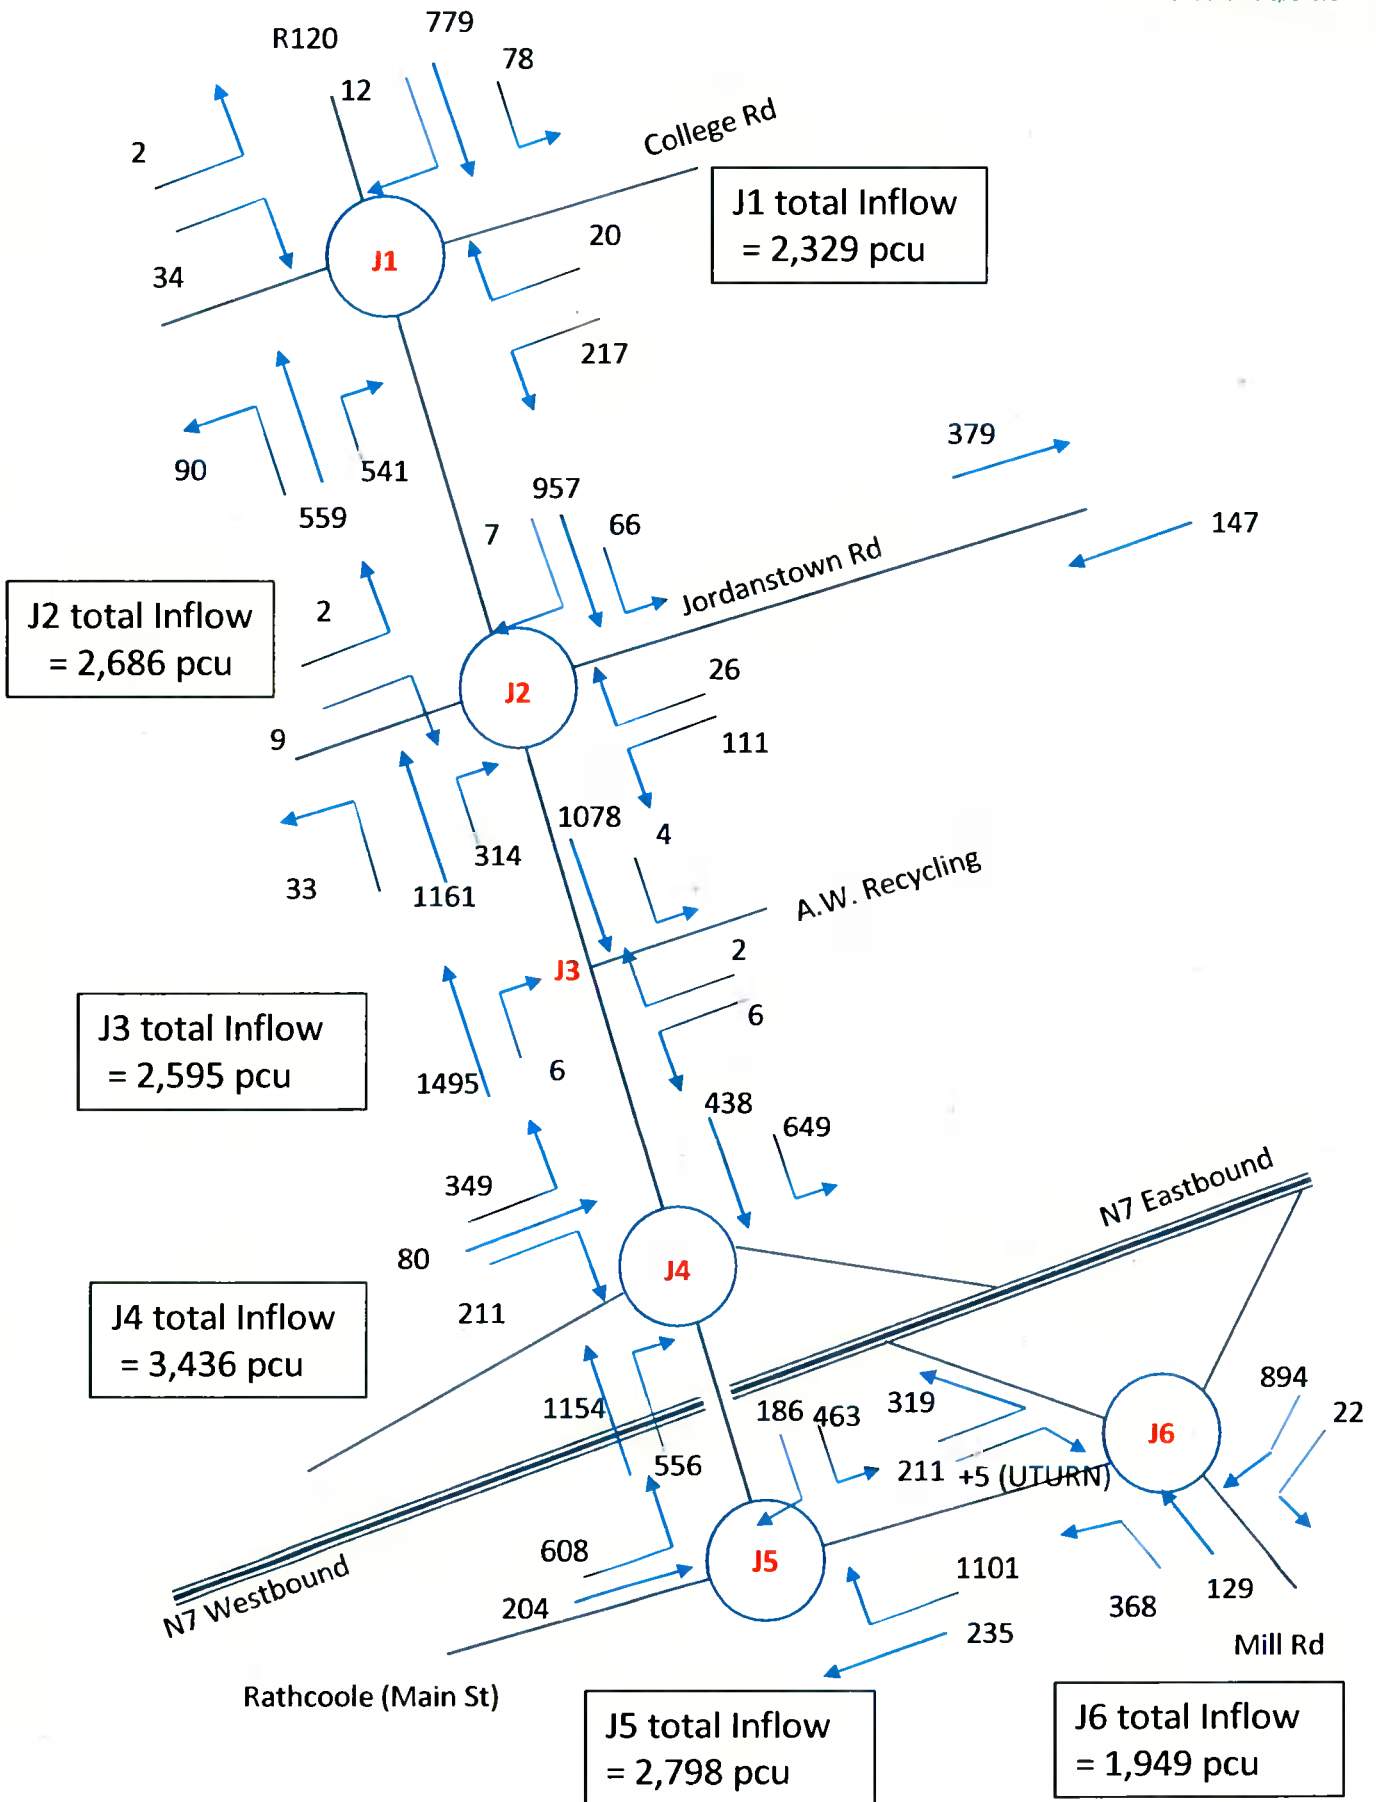 R120
779
78
12
2
College Rd
J1 total Inflow
= 2,329 pcu
20
J1
34
217
90
541
559
379
957
147
7
66
Jordanstown Rd
J2 total Inflow
= 2,686 pcu
2
26
J2
9
111
1078
4
314
33
1161
A.W. Recycling
2
J3
6
J3 total Inflow
= 2,595 pcu
1495
6
438
649
349
N7 Eastbound
80
J4
J4 total Inflow
= 3,436 pcu
211
894
1154
186
463
319
22
J6
556
211
+5 (UTURN)
608
J5
1101
N7 Westbound
204
368
129
235
Mill Rd
Rathcoole (Main St)
J5 total Inflow
= 2,798 pcu
J6 total Inflow
= 1,949 pcu